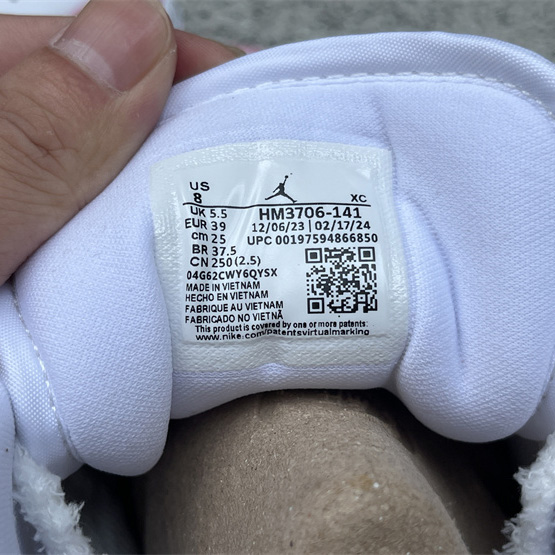 US
8
XC
UK 5.5
HM3706-141
EUR 39
12/06/23 | 02/17/24
cm 25
UPC 00197594866850
BR 37.5
CN 250 (2.5)
04G62CWY6QYSX
MADE IN VIETNAM
HECHO EN VIETNAM
FABRIQUE AU VIETNAM
FABRICADO NO VIETNÃ
This product is covered by one or more patents:
www.nike.com/patentsvirtualmarking